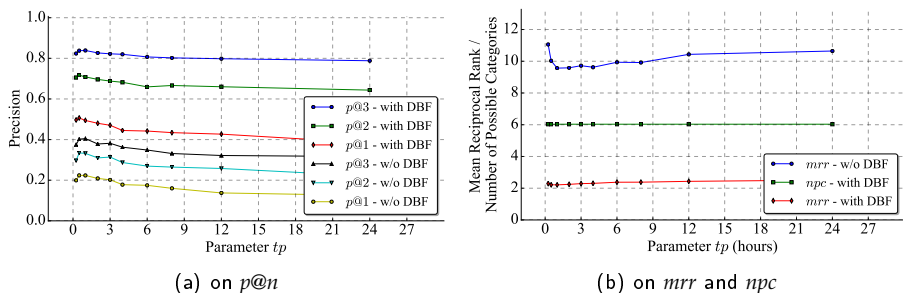 1.0
0.8
0.6
0.4
0.2
0.0
Precision
p@3 - with DBF
p@2 - with DBF
p@1 - with DBF
p@3 - w/o DBF
p@2 - w/o DBF
p@1 - w/o DBF
0 3 6 9 12 15 18 21 24 27
Parameter tp
(a) on p@n
12
10
8
6
4
2
0
Mean Reciprocal Rank /
Number of Possible Categories
mrr - w/o DBF
npc - with DBF
mrr - with DBF
0 3 6 9 12 15 18 21 24 27
Parameter tp (hours)
(b) on mrr and npc